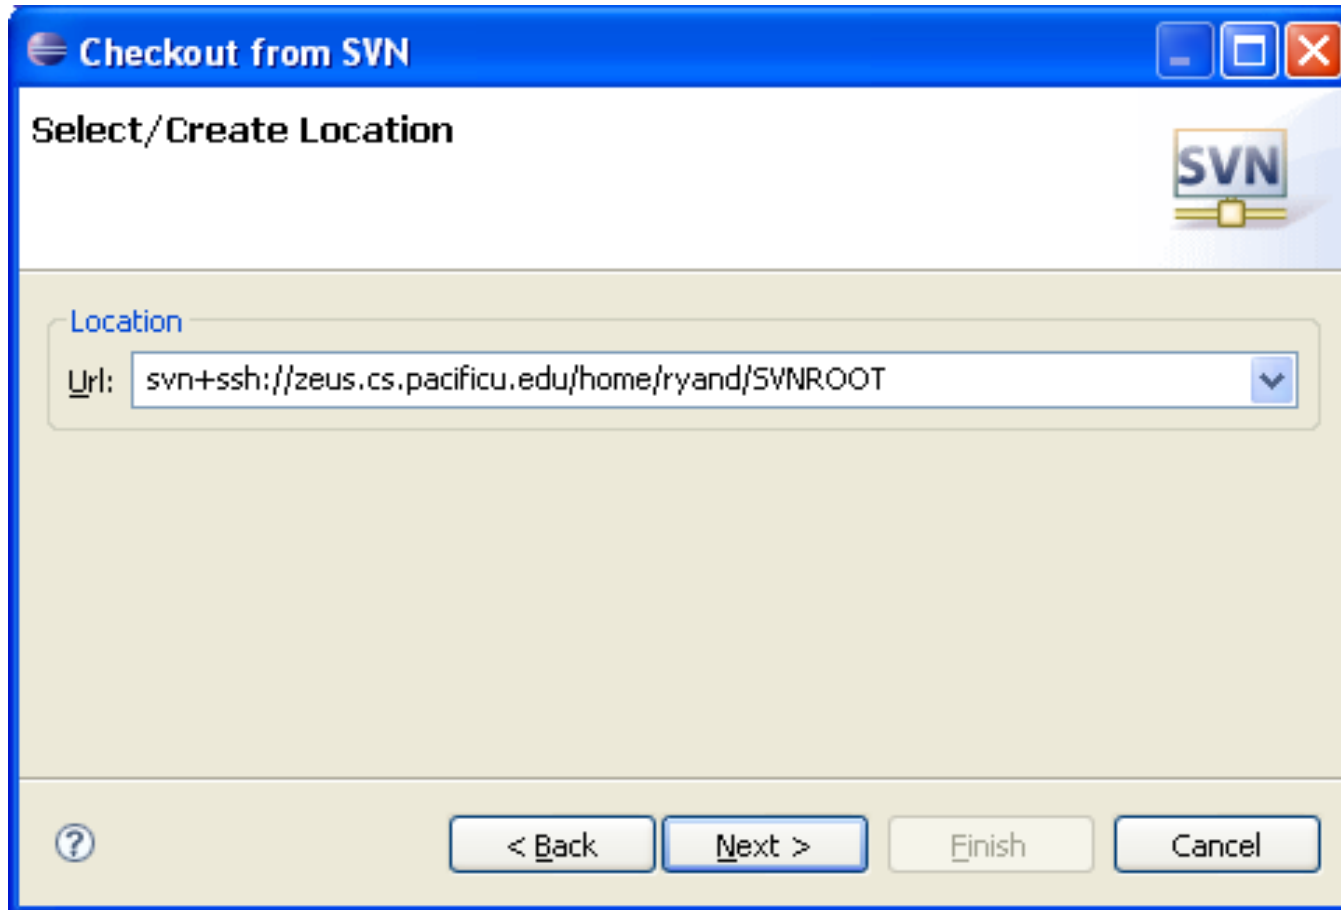 Checkout from SVN
Select/Create Location
SVN
Location
Url: svn+ssh://zeus.cs.pacificu.edu/home/ryand/SVNROOT
? < Back Next > Finish Cancel